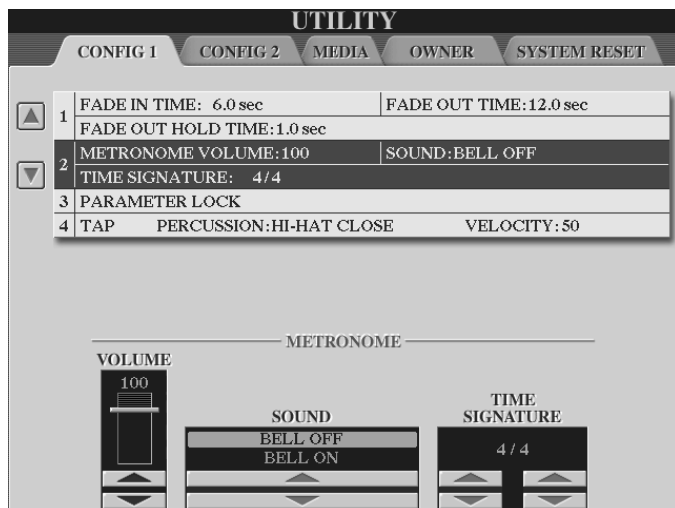 UTILITY
CONFIG 1 CONFIG 2 MEDIA OWNER SYSTEM RESET
1 FADE IN TIME: 6.0 sec FADE OUT TIME:12.0 sec
FADE OUT HOLD TIME:1.0 sec
2 METRONOME VOLUME:100 SOUND:BELL OFF
TIME SIGNATURE: 4/4
3 PARAMETER LOCK
4 TAP PERCUSSION:HI-HAT CLOSE VELOCITY:50
METRONOME
VOLUME
100
SOUND
BELL OFF
BELL ON
TIME
SIGNATURE
4/4